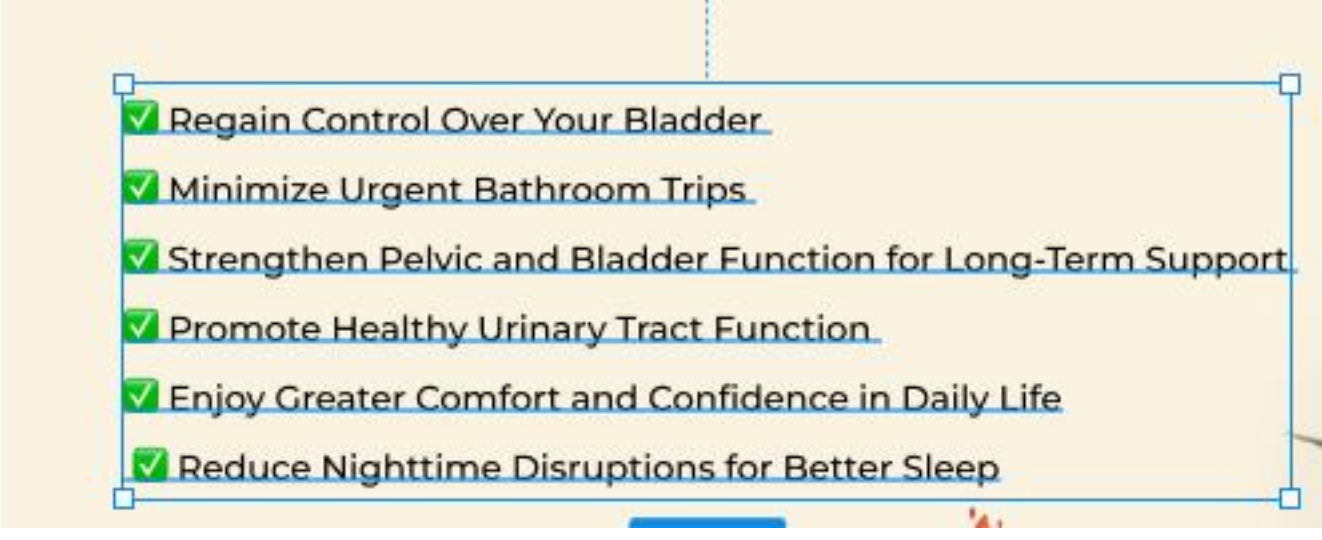 ✅ Regain Control Over Your Bladder
✅ Minimize Urgent Bathroom Trips
✅ Strengthen Pelvic and Bladder Function for Long-Term Support
✅ Promote Healthy Urinary Tract Function
✅ Enjoy Greater Comfort and Confidence in Daily Life
✅ Reduce Nighttime Disruptions for Better Sleep